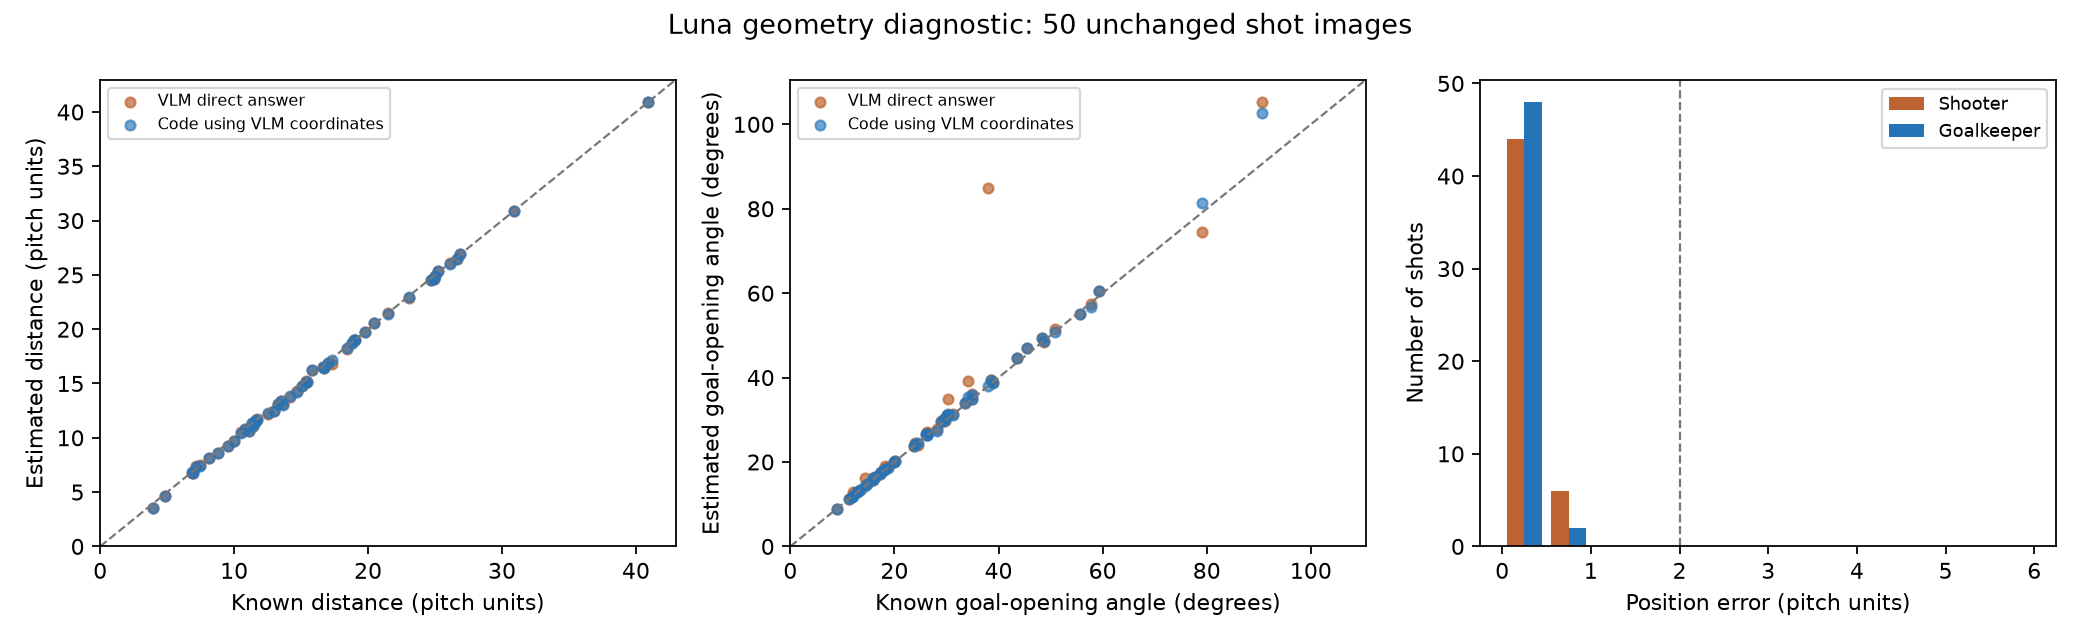 Luna geometry diagnostic: 50 unchanged shot images
VLM direct answer
Code using VLM coordinates
Estimated distance (pitch units)
40
35
30
25
20
15
10
5
0
0 10 20 30 40
Known distance (pitch units)
VLM direct answer
Code using VLM coordinates
Estimated goal-opening angle (degrees)
100
80
60
40
20
0
0 20 40 60 80 100
Known goal-opening angle (degrees)
Shooter
Goalkeeper
Number of shots
50
40
30
20
10
0
0 1 2 3 4 5 6
Position error (pitch units)